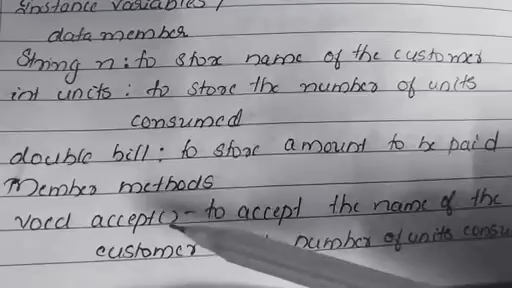 Instance variables /
data member
String n : to store name of the customer
int units : to store the number of units
consumed
double bill : to store amount to be paid
Member methods
void accept() - to accept the name of the
customer number of units